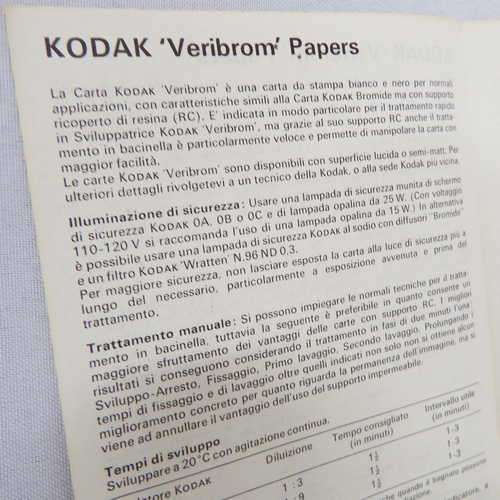 KODAK 'Veribrom' Papers
La Carta KODAK 'Veribrom' è una carta da stampa bianco e nero per normali
applicazioni, con caratteristiche simili alla Carta KODAK Bromide ma con supporto
ricoperto di resina (RC). E' indicata in modo particolare per il trattamento rapido
in Sviluppatrice KODAK 'Veribrom', ma grazie al suo supporto RC anche il tratta-
mento in bacinella è particolarmente veloce e permette di manipolare la carta con
maggior facilità.
Le carte KODAK 'Veribrom' sono disponibili con superficie lucida o semi-matt. Per
ulteriori dettagli rivolgetevi a un tecnico della Kodak, o alla sede Kodak più vicina.
Illuminazione di sicurezza: Usare una lampada di sicurezza munita di schermo
di sicurezza KODAK 0A, 0B o 0C e di lampada opalina da 25 W. (Con voltaggio
110-120 V si raccomanda l'uso di una lampada opalina da 15 W.) In alternativa
è possibile usare una lampada di sicurezza KODAK al sodio con diffusori "Bromide"
e un filtro KODAK 'Wratten' N.96 ND 0,3.
Per maggiore sicurezza, non lasciare esposta la carta alla luce di sicurezza più a
lungo del necessario, particolarmente a esposizione avvenuta e prima del
trattamento.
Trattamento manuale: Si possono impiegare le normali tecniche per il tratta
mento in bacinella, tuttavia la seguente è preferibile in quanto consente un
maggiore sfruttamento dei vantaggi delle carte con supporto RC. I migliori
risultati si conseguono considerando il trattamento in fasi di due minuti l'una:
Sviluppo-Arresto, Fissaggio, Primo lavaggio, Secondo lavaggio. Prolungando i
tempi di fissaggio e di lavaggio oltre quelli indicati non solo non si ottiene alcun
miglioramento concreto per quanto riguarda la permanenza dell'immagine, ma si
viene ad annullare il vantaggio dell'uso del supporto impermeabile.
Tempi di sviluppo
Sviluppare a 20°C con agitazione continua.
Diluizione Tempo consigliato (in minuti) Intervallo utile (in minuti)
KODAK 1:3 1½ 1-3
1:9 1½ 1-3
1½ 1-3
che quando a bagnate possono